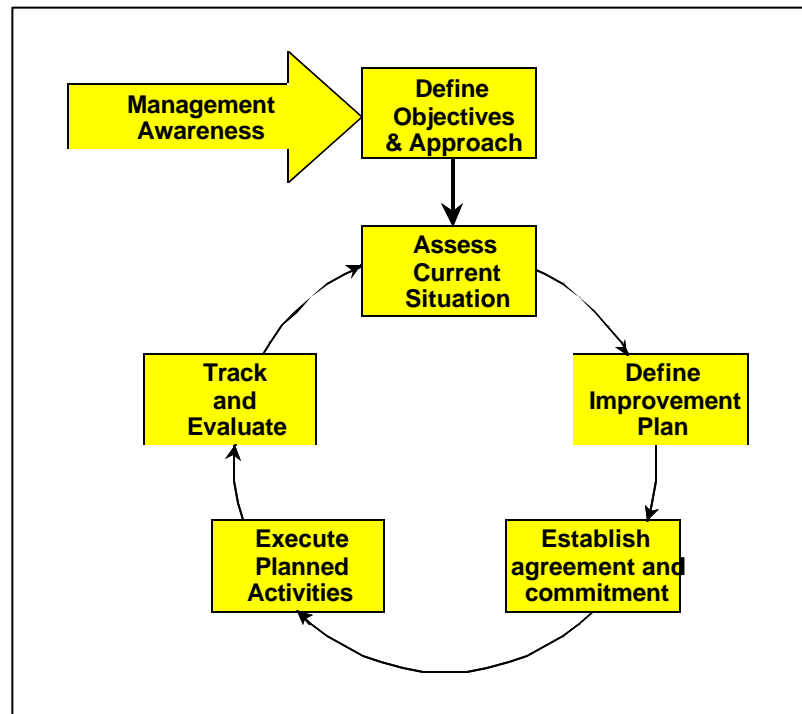 Management
Awareness
Define
Objectives
& Approach
Assess
Current
Situation
Define
Improvement
Plan
Establish
agreement and
commitment
Execute
Planned
Activities
Track
and
Evaluate